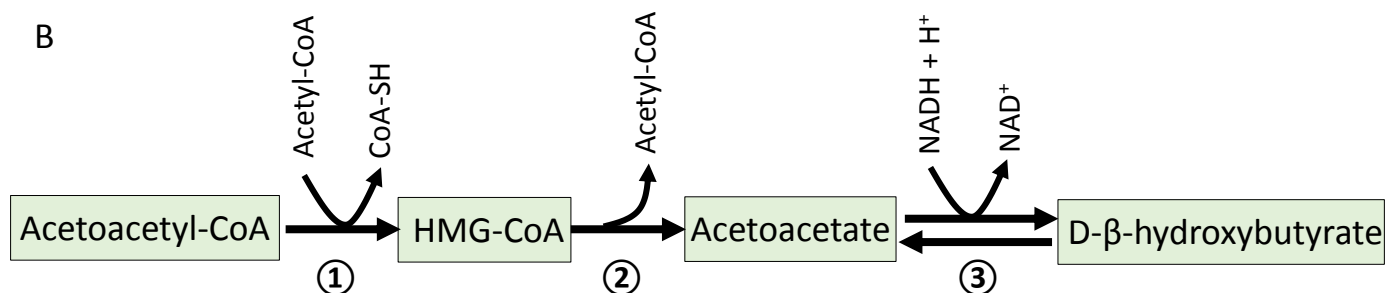 B
Acetyl-CoA
CoA-SH
Acetyl-CoA
NADH + H⁺
NAD⁺
Acetoacetyl-CoA
HMG-CoA
Acetoacetate
D-β-hydroxybutyrate
①
②
③